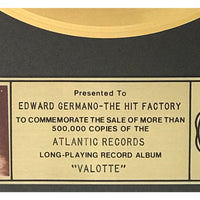 Presented To
EDWARD GERMANO-THE HIT FACTORY
TO COMMEMORATE THE SALE OF MORE THAN
500,000 COPIES OF THE
ATLANTIC RECORDS
LONG-PLAYING RECORD ALBUM
"VALOTTE"